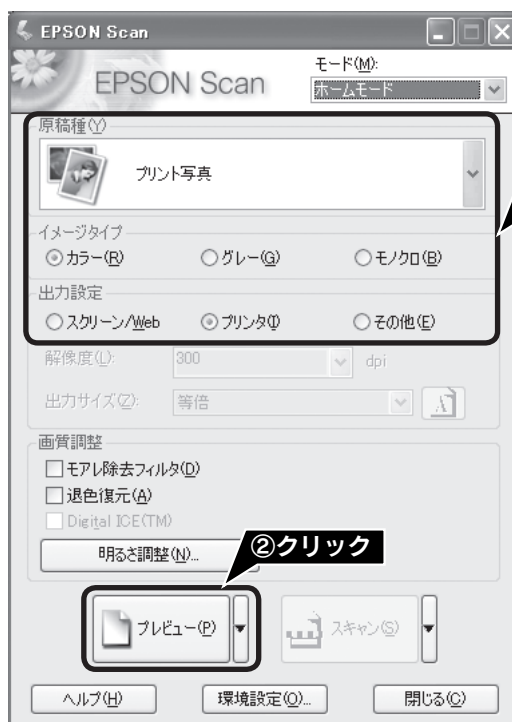 EPSON Scan
EPSON Scan
モード(M):
ホームモード
原稿種(Y)
プリント写真
イメージタイプ
カラー(R) グレー(G) モノクロ(B)
出力設定
スクリーン/Web プリンタ(I) その他(E)
解像度(L): 300 dpi
出力サイズ(Z): 等倍
画質調整
モアレ除去フィルタ(D)
退色復元(A)
Digital ICE(TM)
明るさ調整(N)...
②クリック
プレビュー(P) スキャン(S)
ヘルプ(H) 環境設定(O)... 閉じる(C)